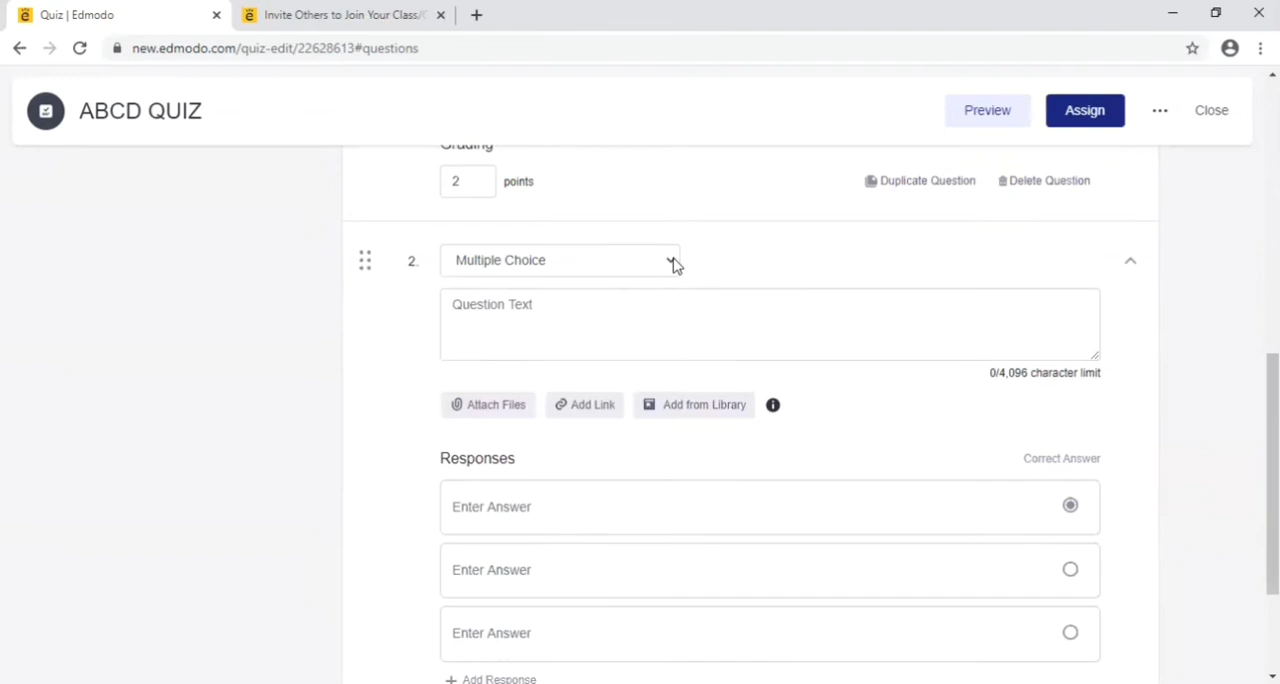 Quiz | Edmodo
Invite Others to Join Your Class/
new.edmodo.com/quiz-edit/22628613#questions
ABCD QUIZ
Preview
Assign
Close
Grading
2 points
Duplicate Question
Delete Question
2. Multiple Choice
Question Text
0/4,096 character limit
Attach Files
Add Link
Add from Library
Responses
Correct Answer
Enter Answer
Enter Answer
Enter Answer
+ Add Response